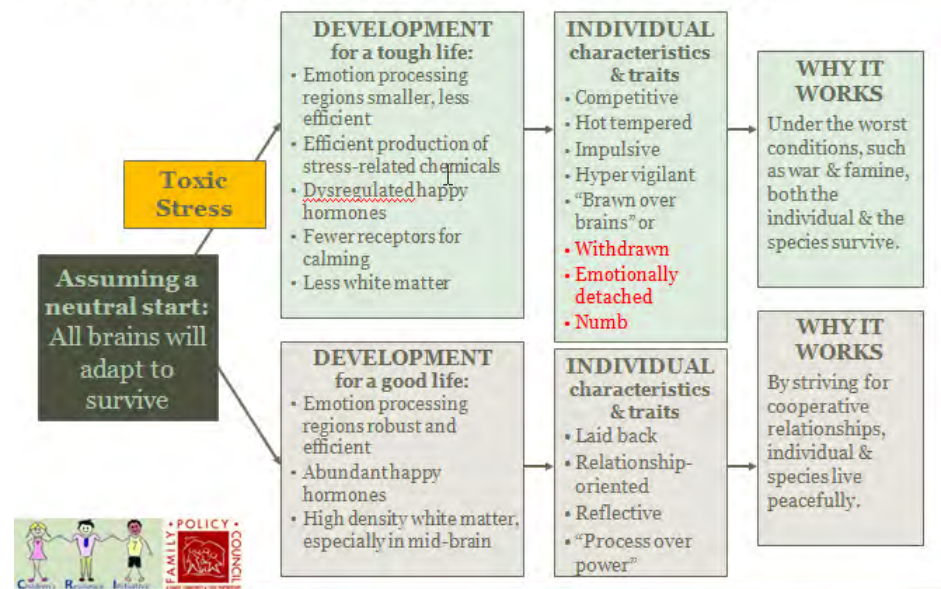 Toxic
Stress
Assuming a
neutral start:
All brains will
adapt to
survive
DEVELOPMENT
for a tough life:
• Emotion processing
regions smaller, less
efficient
• Efficient production of
stress-related chemicals
• Dysregulated happy
hormones
• Fewer receptors for
calming
• Less white matter
INDIVIDUAL
characteristics
& traits
• Competitive
• Hot tempered
• Impulsive
• Hyper vigilant
• “Brawn over
brains” or
• Withdrawn
• Emotionally
detached
• Numb
WHY IT
WORKS
Under the worst
conditions, such
as war & famine,
both the
individual & the
species survive.
DEVELOPMENT
for a good life:
• Emotion processing
regions robust and
efficient
• Abundant happy
hormones
• High density white matter,
especially in mid-brain
INDIVIDUAL
characteristics
& traits
• Laid back
• Relationship-
oriented
• Reflective
• “Process over
power”
WHY IT
WORKS
By striving for
cooperative
relationships,
individual &
species live
peacefully.
Children's Resilience Initiative
FAMILY • POLICY • COUNCIL